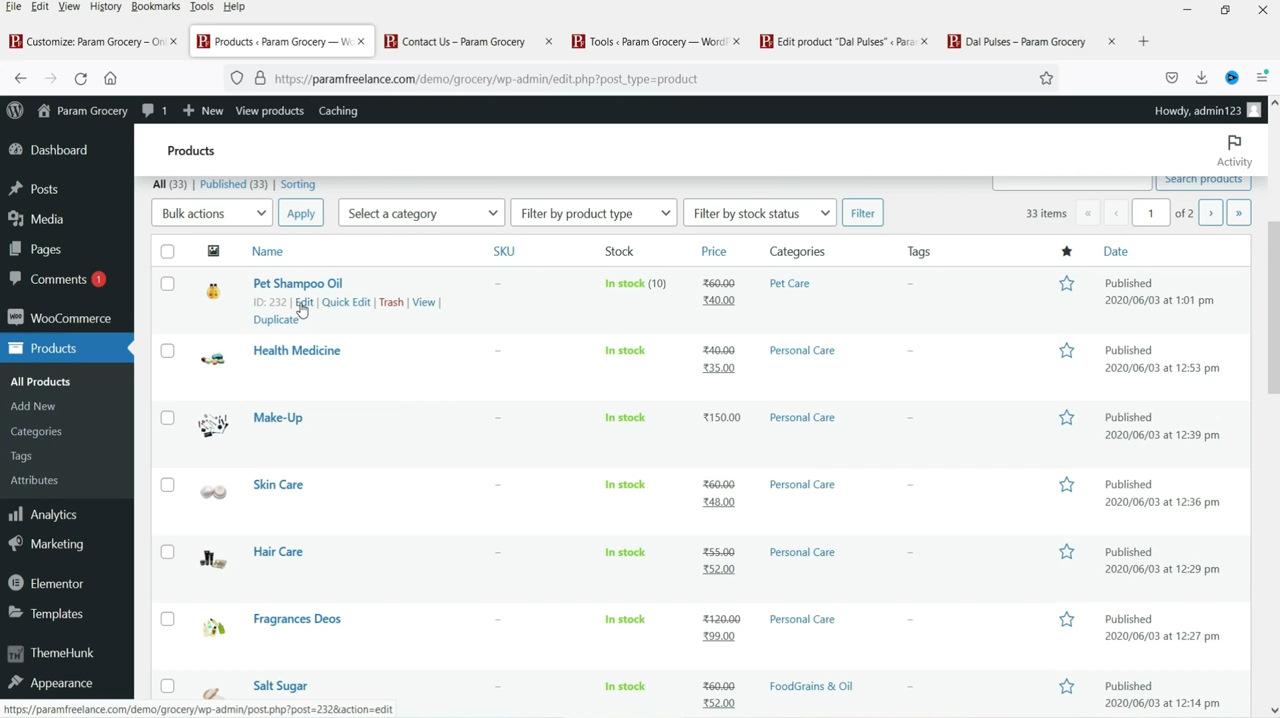 File Edit View History Bookmarks Tools Help
Customize: Param Grocery — Onl Products ‹ Param Grocery — Wo Contact Us – Param Grocery Tools ‹ Param Grocery — WordP Edit product "Dal Pulses" ‹ Para Dal Pulses – Param Grocery
https://paramfreelance.com/demo/grocery/wp-admin/edit.php?post_type=product
Param Grocery 1 New View products Caching Howdy, admin123
Dashboard
Posts
Media
Pages
Comments 1
WooCommerce
Products
All Products
Add New
Categories
Tags
Attributes
Analytics
Marketing
Elementor
Templates
ThemeHunk
Appearance
Products
Activity
All (33) | Published (33) | Sorting
Search products
Bulk actions Apply Select a category Filter by product type Filter by stock status Filter 33 items « ‹ 1 of 2 › »
Name SKU Stock Price Categories Tags Date
Pet Shampoo Oil – In stock (10) ₹60.00 Pet Care – Published
ID: 232 | Edit | Quick Edit | Trash | View | ₹40.00 2020/06/03 at 1:01 pm
Duplicate
Health Medicine – In stock ₹40.00 Personal Care – Published
₹35.00 2020/06/03 at 12:53 pm
Make-Up – In stock ₹150.00 Personal Care – Published
2020/06/03 at 12:39 pm
Skin Care – In stock ₹60.00 Personal Care – Published
₹48.00 2020/06/03 at 12:36 pm
Hair Care – In stock ₹55.00 Personal Care – Published
₹52.00 2020/06/03 at 12:29 pm
Fragrances Deos – In stock ₹120.00 Personal Care – Published
₹99.00 2020/06/03 at 12:27 pm
Salt Sugar – In stock ₹60.00 FoodGrains & Oil – Published
₹52.00 2020/06/03 at 12:14 pm
https://paramfreelance.com/demo/grocery/wp-admin/post.php?post=232&action=edit